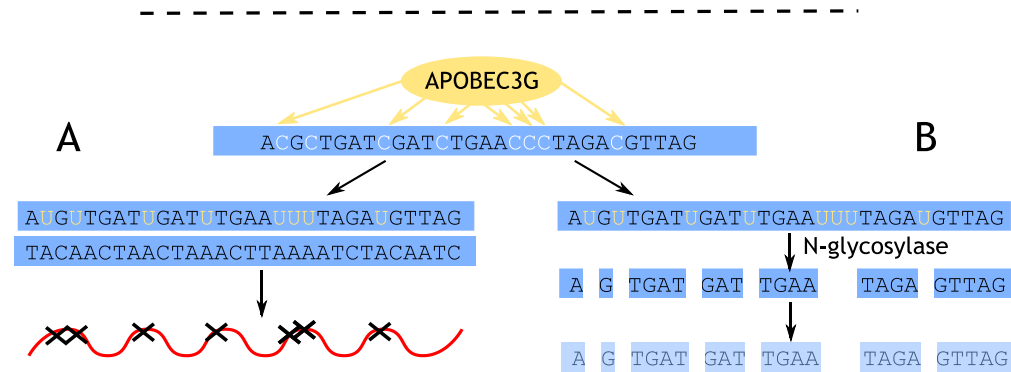 APOBEC3G
A
B
ACGCTGATCGATCTGAACCCTAGACGTTAG
AUGUTGATUGATUTGAAUUUTAGAUGTTAG
AUGUTGATUGATUTGAAUUUTAGAUGTTAG
TACAACTAACTAAACTTAAAATCTACAATC
N-glycosylase
A G TGAT GAT TGAA TAGA GTTAG
A G TGAT GAT TGAA TAGA GTTAG